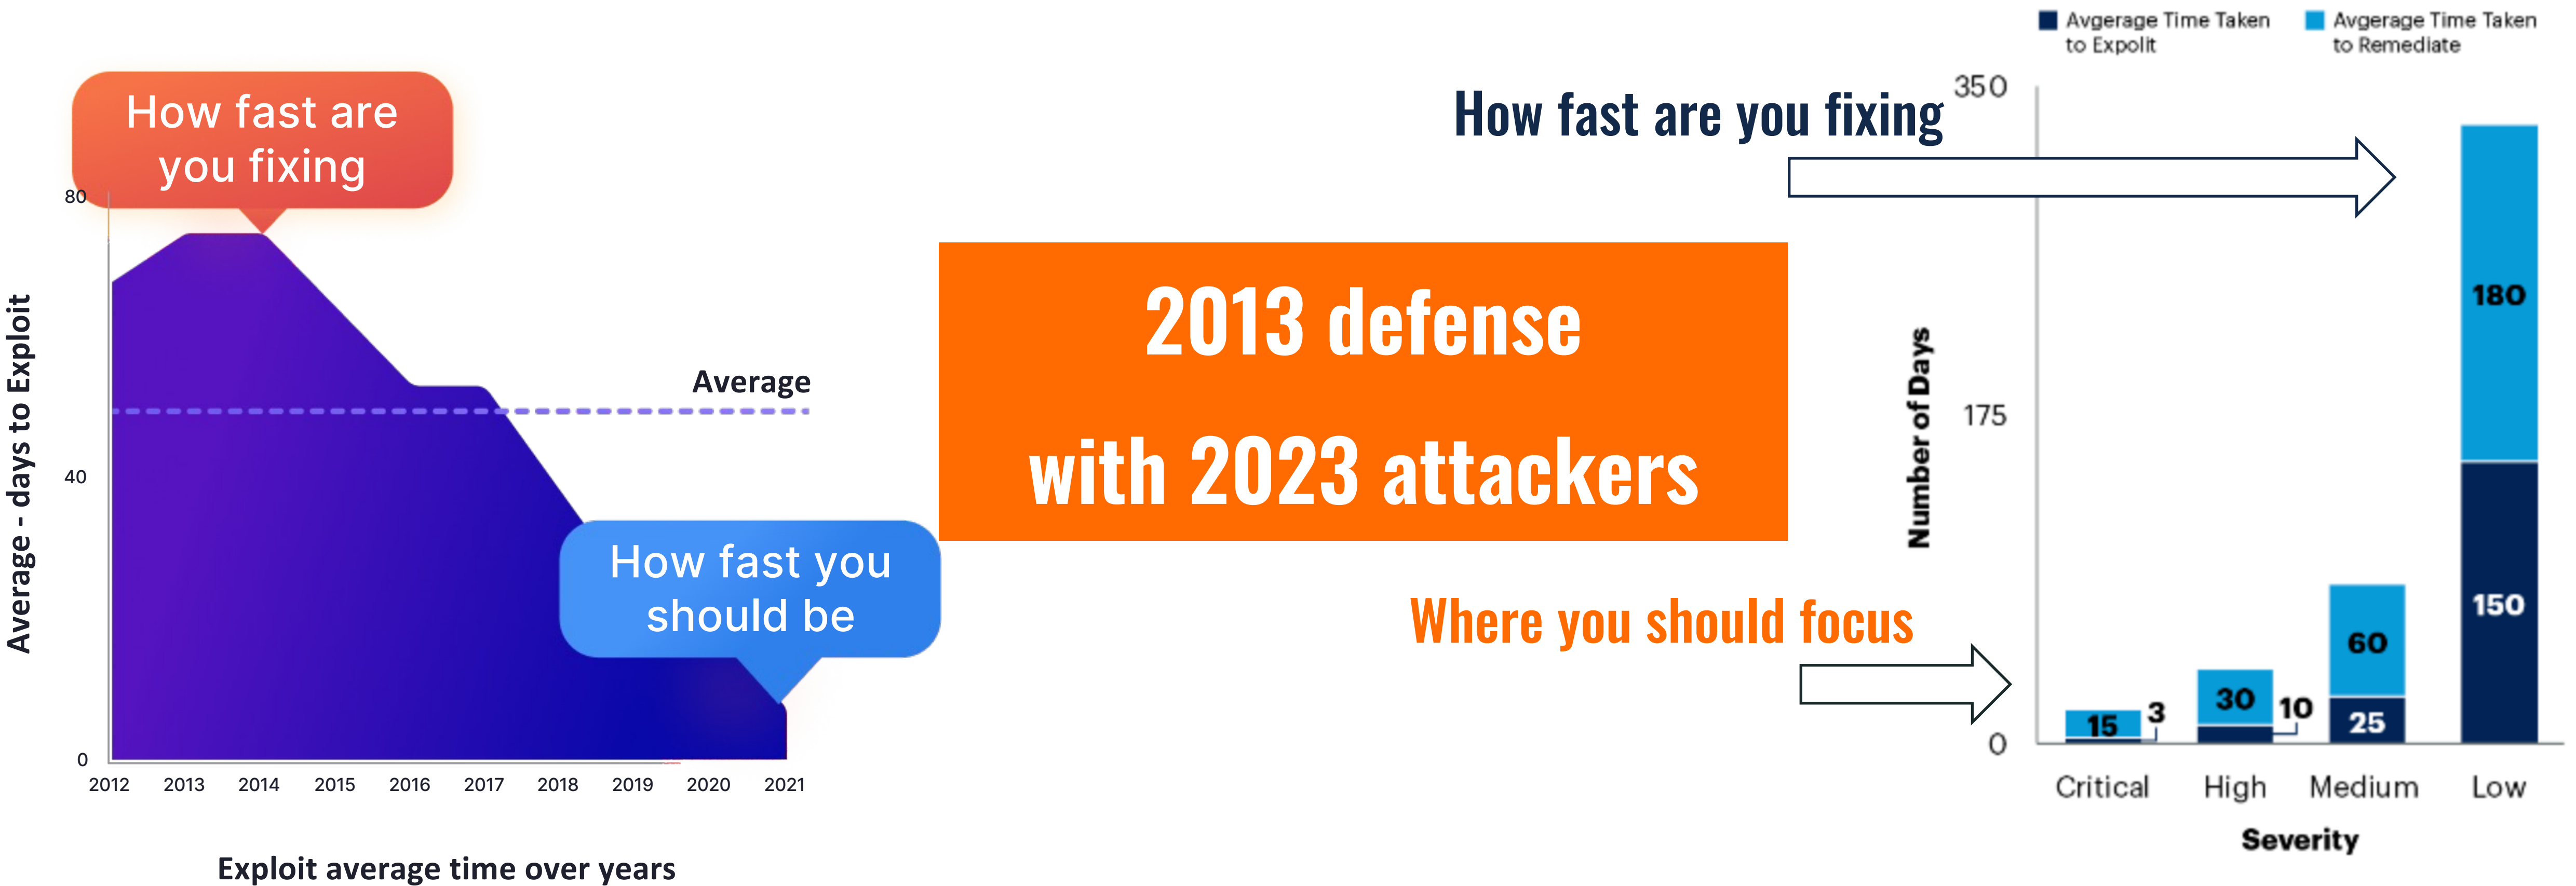 How fast are
you fixing
80
40
0
Average - days to Exploit
Average
How fast you
should be
2012 2013 2014 2015 2016 2017 2018 2019 2020 2021
Exploit average time over years
2013 defense
with 2023 attackers
How fast are you fixing
Where you should focus
Avgerage Time Taken
to Expolit
Avgerage Time Taken
to Remediate
350
175
0
Number of Days
15 3
30 10
60
25
180
150
Critical High Medium Low
Severity